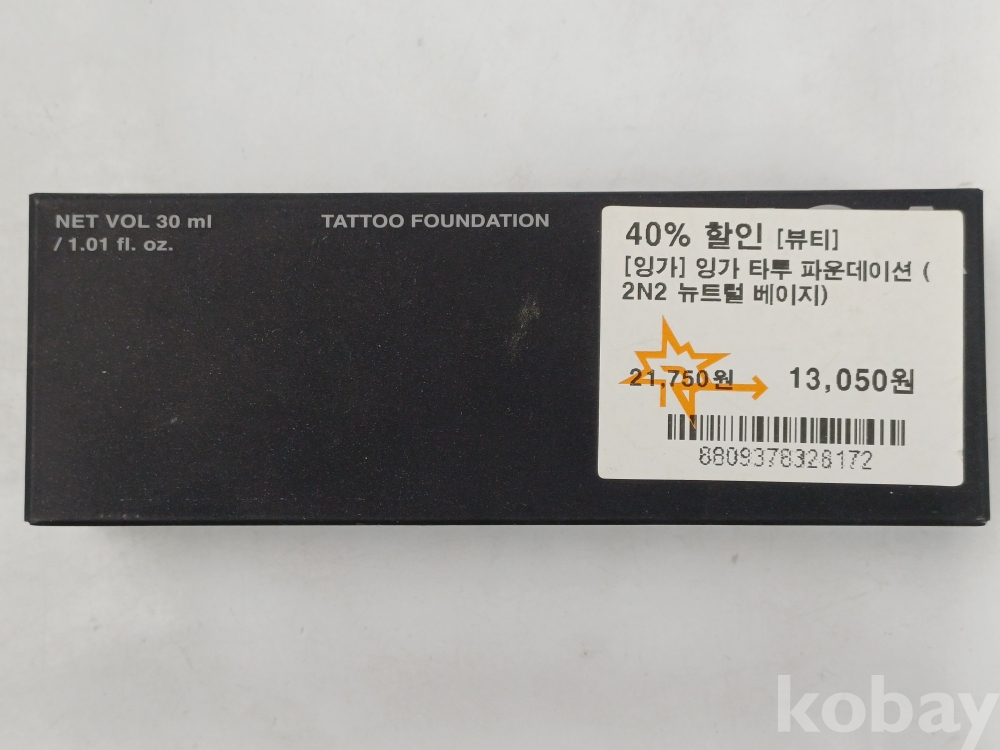 NET VOL 30 ml
/ 1.01 fl. oz.
TATTOO FOUNDATION
40% 할인 [뷰티]
[잉가] 잉가 타투 파운데이션 (
2N2 뉴트럴 베이지)
21,750원
13,050원
8809378328172
kobay